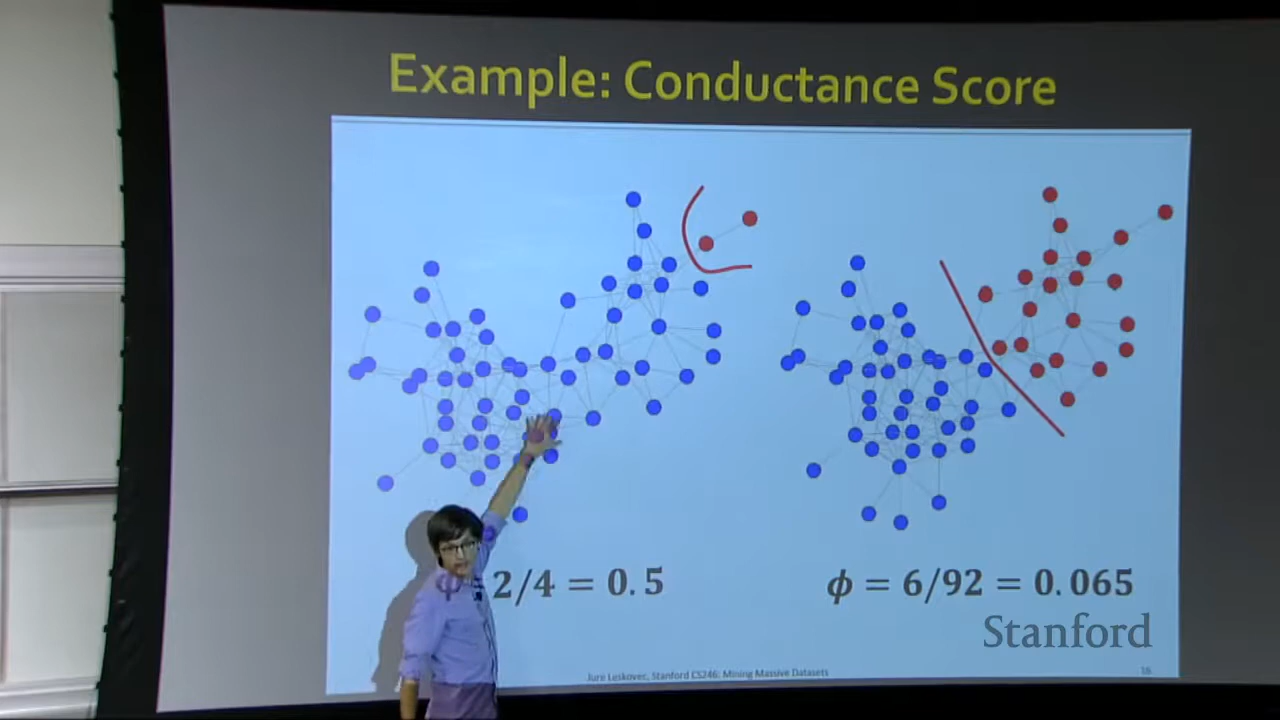 Example: Conductance Score
ϕ 2/4 = 0.5
ϕ = 6/92 = 0.065
Stanford
Jure Leskovec, Stanford CS246: Mining Massive Datasets
16